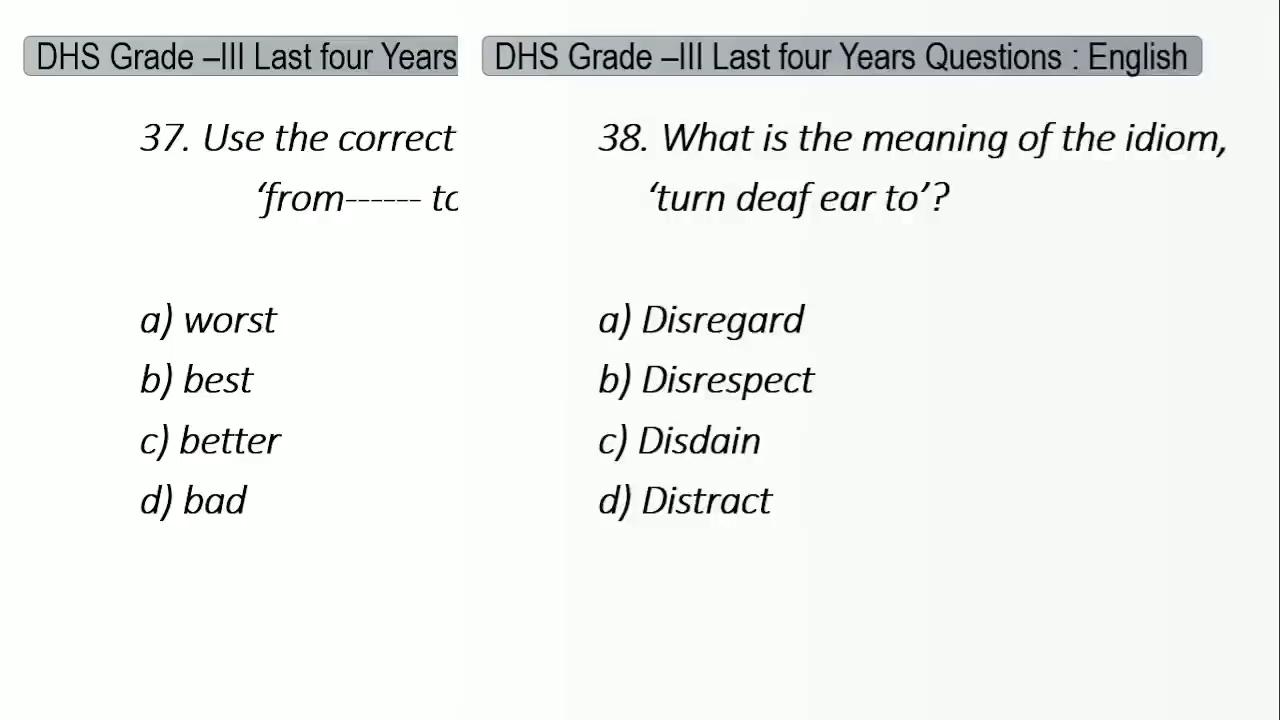 DHS Grade –III Last four Years
37. Use the correct
‘from------ to
a) worst
b) best
c) better
d) bad
DHS Grade –III Last four Years Questions : English
38. What is the meaning of the idiom,
‘turn deaf ear to’?
a) Disregard
b) Disrespect
c) Disdain
d) Distract